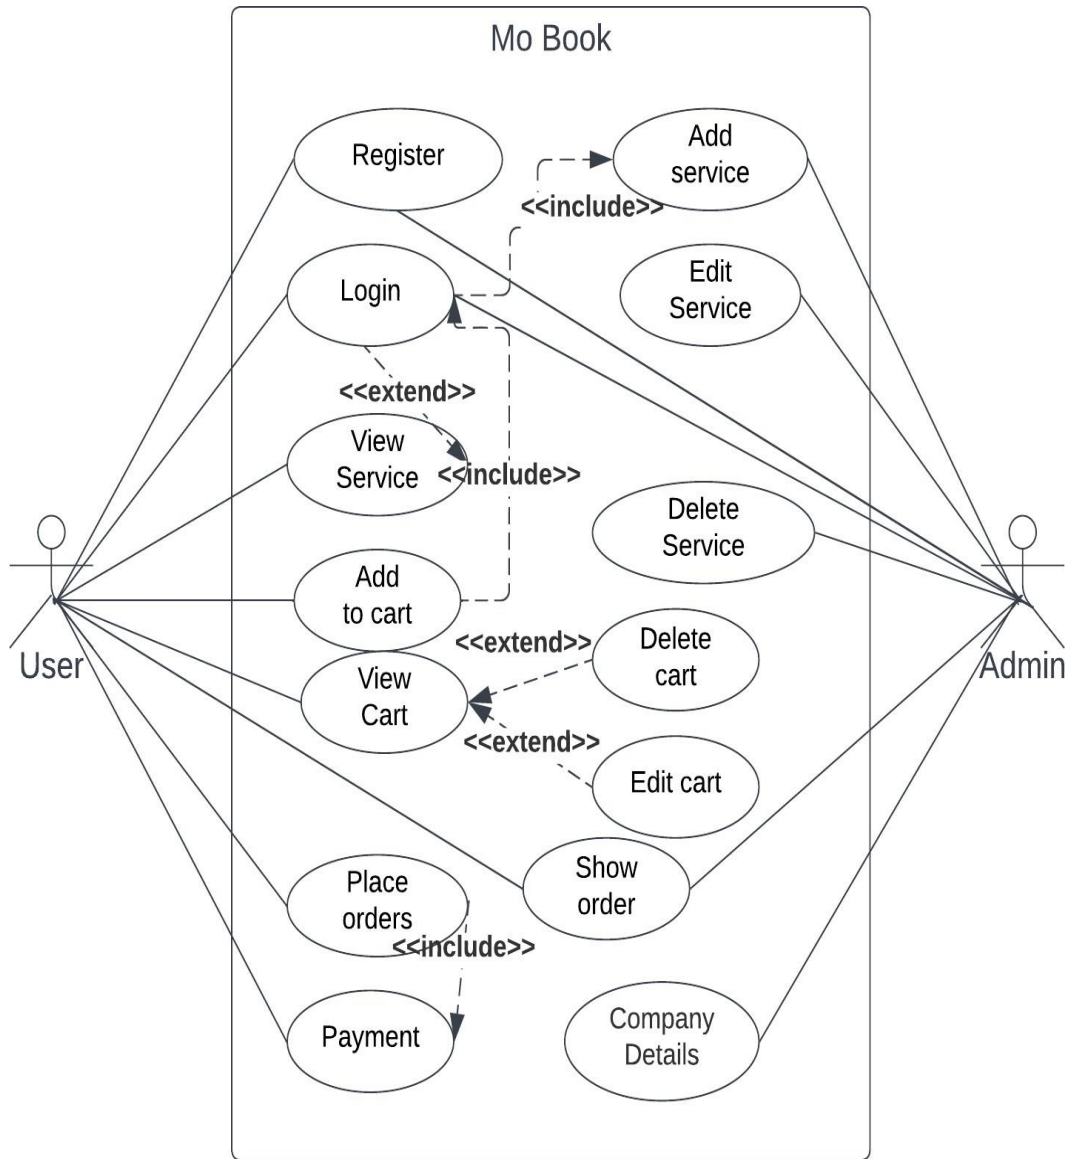 Mo Book
Register
Add
service
<<include>>
Login
Edit
Service
<<extend>>
View
Service
<<include>>
Delete
Service
Add
to cart
<<extend>>
Delete
cart
User
Admin
View
Cart
<<extend>>
Edit cart
Place
orders
Show
order
<<include>>
Payment
Company
Details